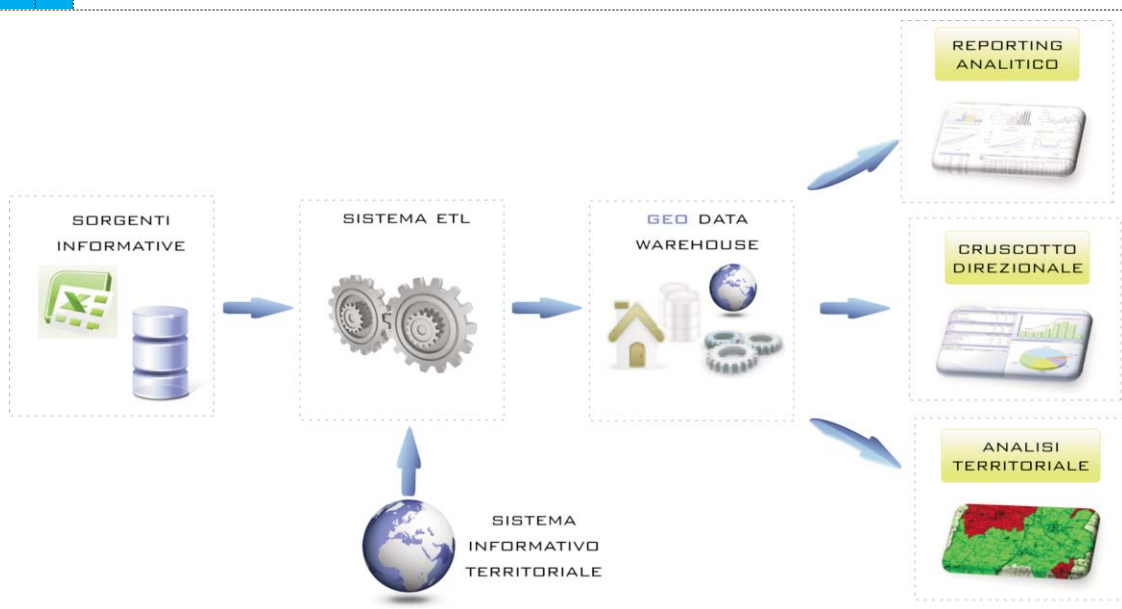 SORGENTI
INFORMATIVE
SISTEMA ETL
SISTEMA
INFORMATIVO
TERRITORIALE
GEO DATA
WAREHOUSE
REPORTING
ANALITICO
CRUSCOTTO
DIREZIONALE
ANALISI
TERRITORIALE